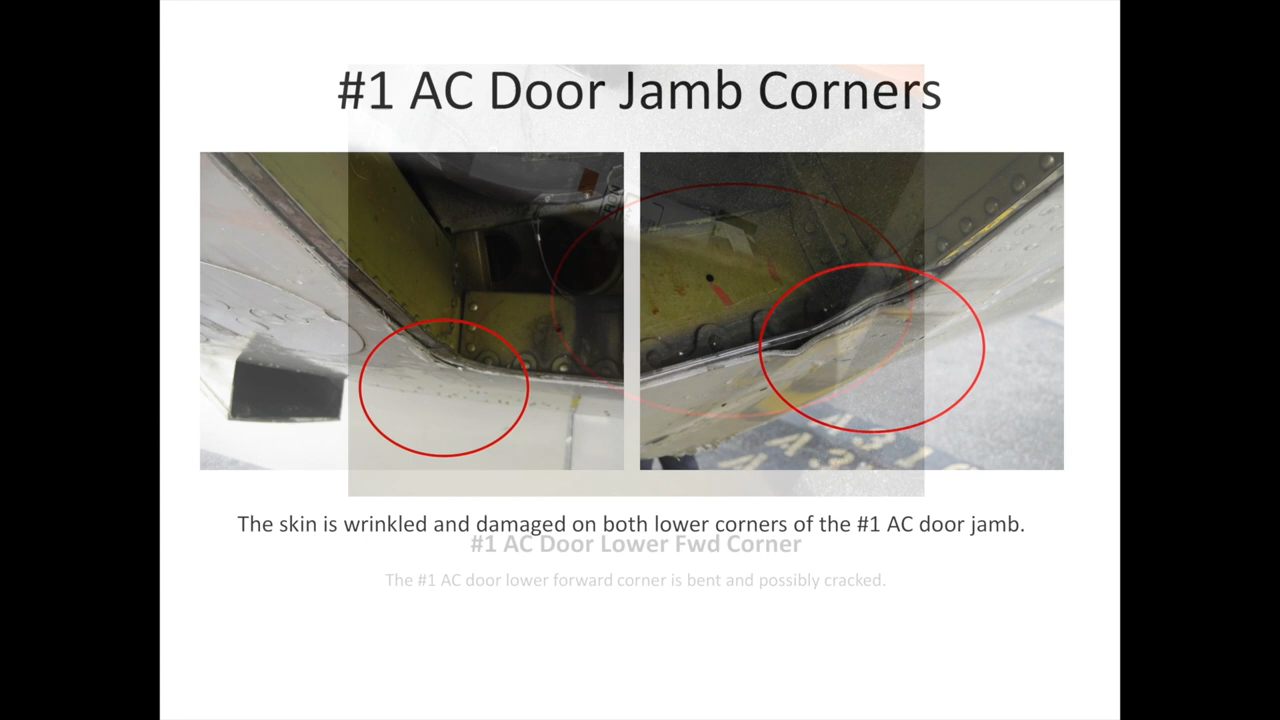 #1 AC Door Jamb Corners
The skin is wrinkled and damaged on both lower corners of the #1 AC door jamb.
#1 AC Door Lower Fwd Corner
The #1 AC door lower forward corner is bent and possibly cracked.